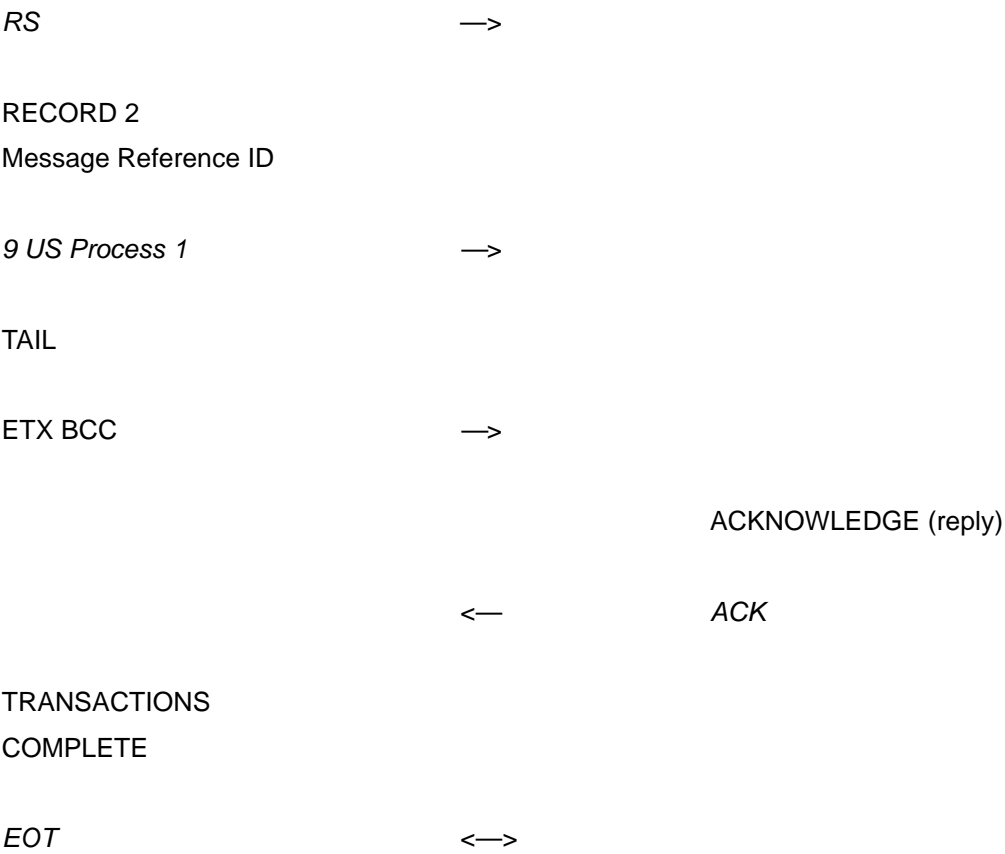 RS —>
RECORD 2
Message Reference ID
9 US Process 1 —>
TAIL
ETX BCC —>
ACKNOWLEDGE (reply)
<— ACK
TRANSACTIONS
COMPLETE
EOT <—>